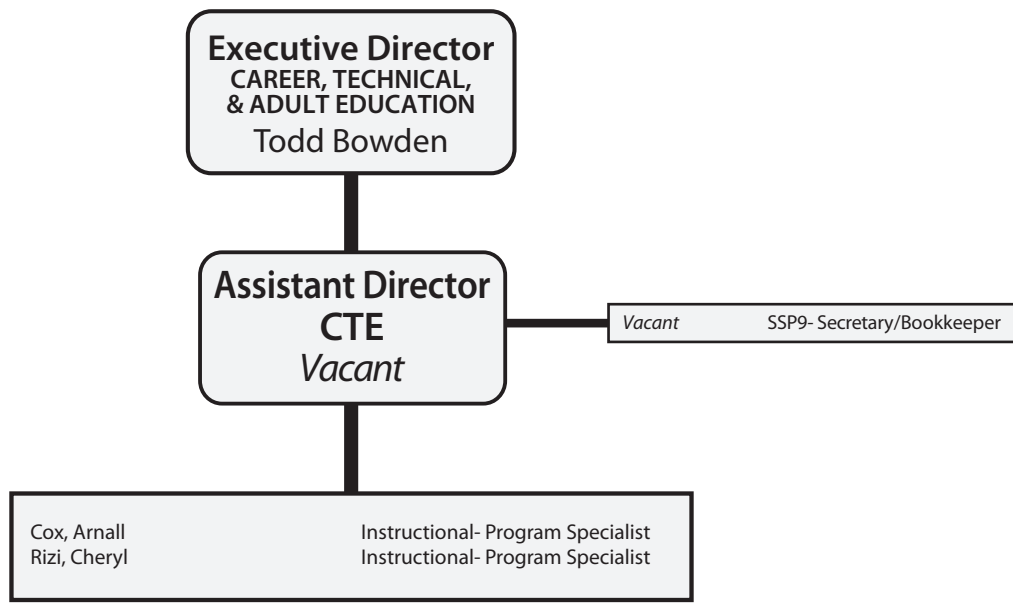 Executive Director
CAREER, TECHNICAL,
& ADULT EDUCATION
Todd Bowden
Assistant Director
CTE
Vacant
Vacant SSP9- Secretary/Bookkeeper
Cox, Arnall Instructional- Program Specialist
Rizi, Cheryl Instructional- Program Specialist